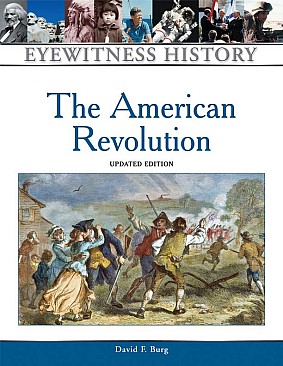 EYEWITNESS HISTORY
The American
Revolution
UPDATED EDITION
David F. Burg